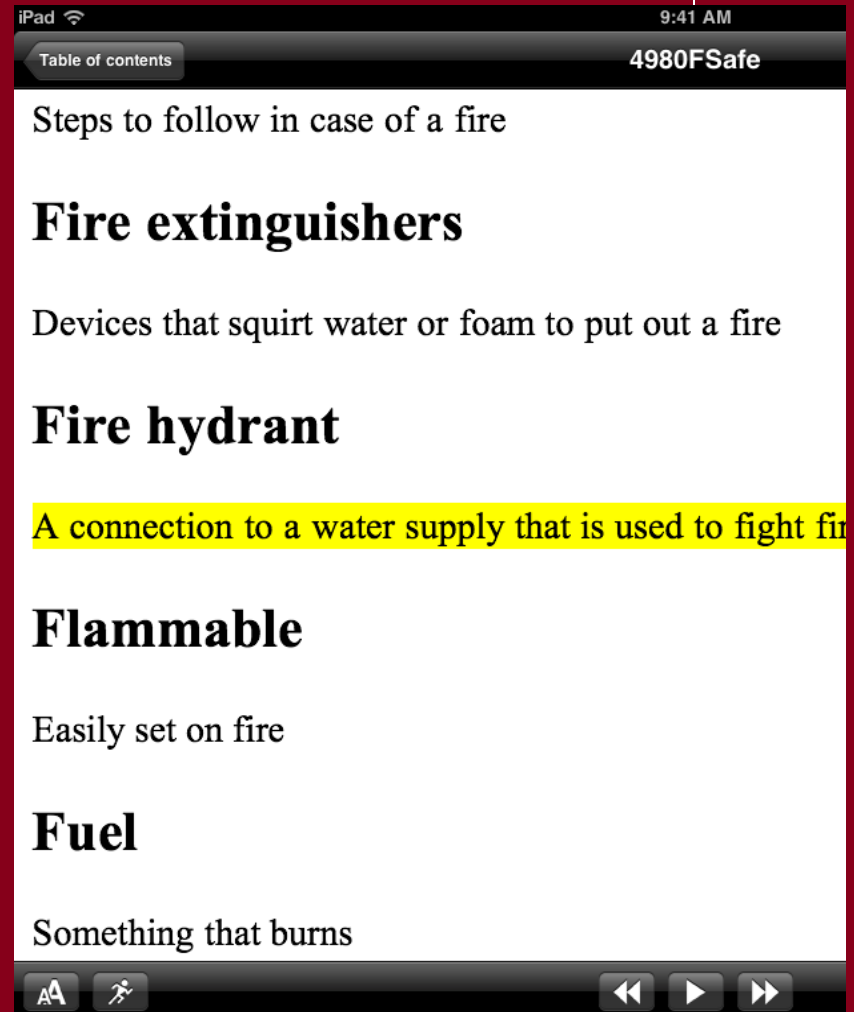 iPad
9:41 AM
Table of contents
4980FSafe
Steps to follow in case of a fire
Fire extinguishers
Devices that squirt water or foam to put out a fire
Fire hydrant
A connection to a water supply that is used to fight fir
Flammable
Easily set on fire
Fuel
Something that burns
AA